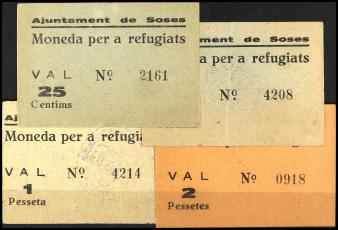 Ajuntament de Soses
Moneda per a refugiats
VAL Nº 2161
25
Centims
ment de Soses
a per a refugiats
Nº 4208
Moneda per a refugia
VAL Nº 4214
1
Pesseta
VAL Nº 0918
2
Pessetes